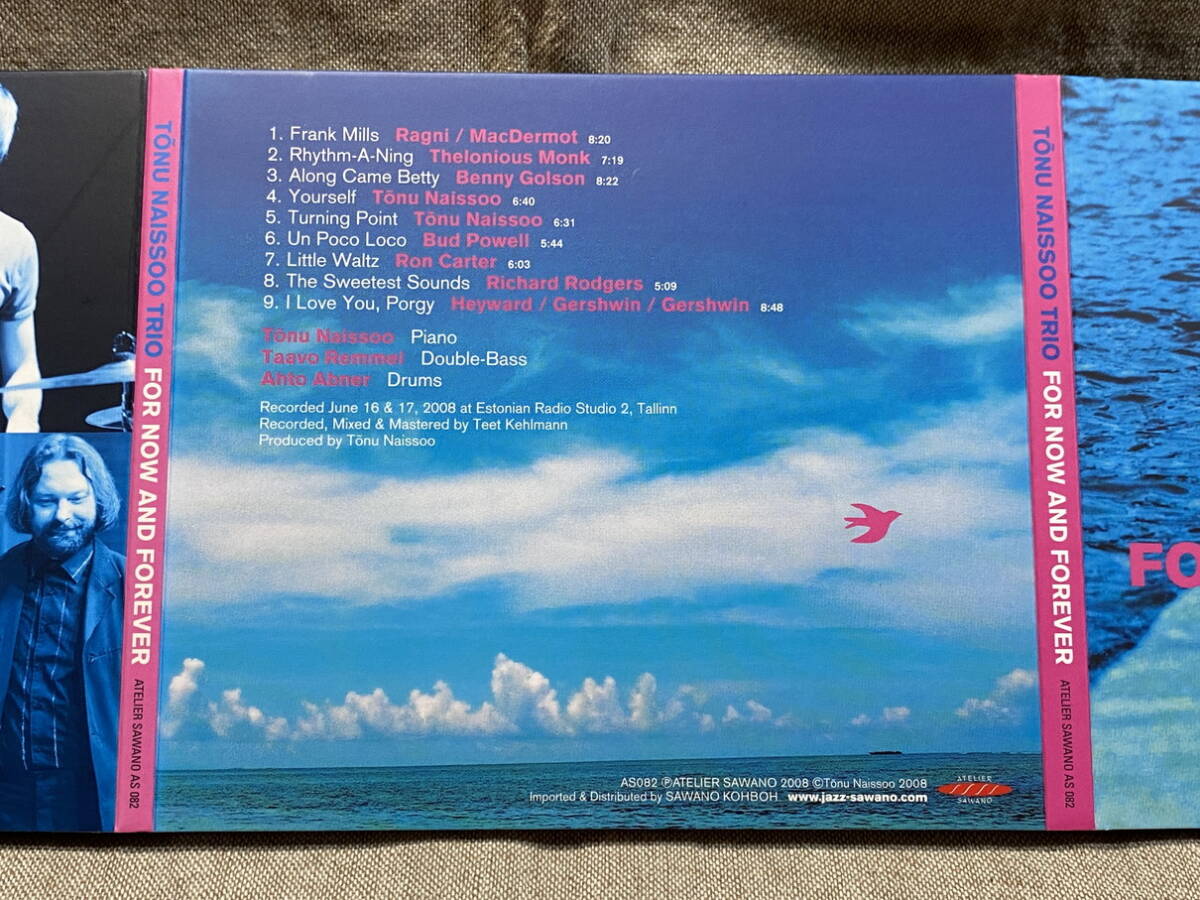 TÕNU NAISSOO TRIO FOR NOW AND FOREVER ATELIER SAWANO AS 082
1. Frank Mills Ragni / MacDermot 8:20
2. Rhythm-A-Ning Thelonious Monk 7:19
3. Along Came Betty Benny Golson 8:22
4. Yourself Tõnu Naissoo 6:40
5. Turning Point Tõnu Naissoo 6:31
6. Un Poco Loco Bud Powell 5:44
7. Little Waltz Ron Carter 6:03
8. The Sweetest Sounds Richard Rodgers 5:09
9. I Love You, Porgy Heyward / Gershwin / Gershwin 8:48
Tõnu Naissoo Piano
Taavo Remmel Double-Bass
Ahto Abner Drums
Recorded June 16 & 17, 2008 at Estonian Radio Studio 2, Tallinn
Recorded, Mixed & Mastered by Teet Kehlmann
Produced by Tõnu Naissoo
AS082 ℗ATELIER SAWANO 2008 ©Tõnu Naissoo 2008
Imported & Distributed by SAWANO KOHBOH www.jazz-sawano.com
ATELIER
SAWANO
TÕNU NAISSOO TRIO FOR NOW AND FOREVER ATELIER SAWANO AS 082
FO